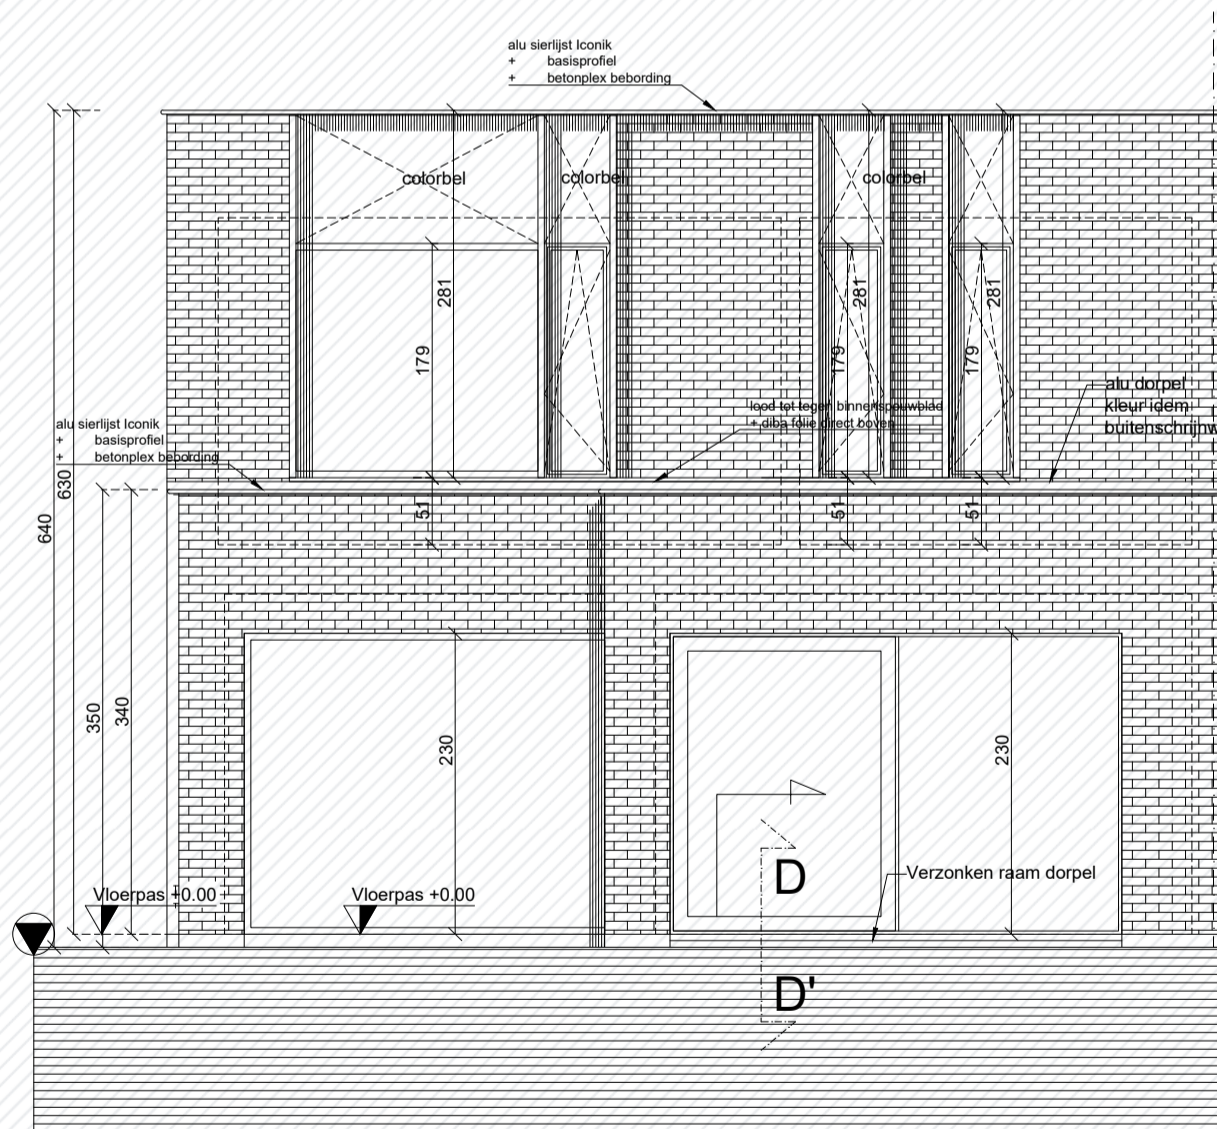 alu sierlijst Iconik
+ basisprofiel
+ betonplex bebording
colorbel
colorbel
colorbel
281
281
281
179
179
179
alu dorpel
kleur idem
buitenschrijnw
lood tot tegen binnenspouwblad
+ diba folie direct boven
alu sierlijst Iconik
+ basisprofiel
+ betonplex bebording
630
640
51
51
51
350
340
230
230
Vloerpas +0.00
Vloerpas +0.00
D
Verzonken raam dorpel
D'